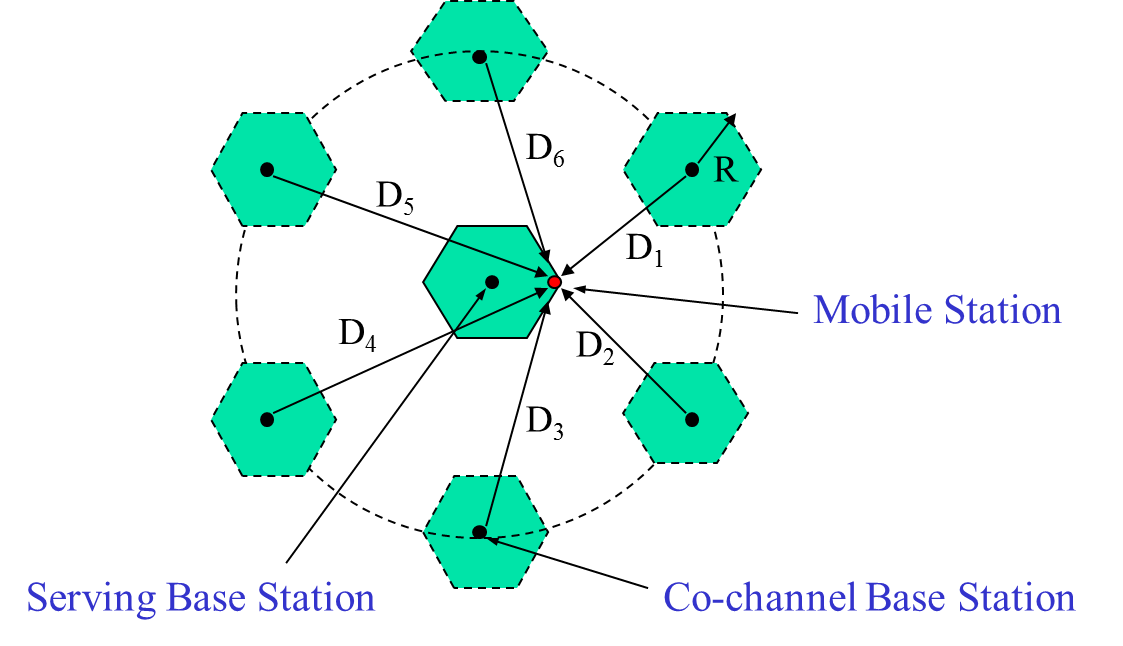 D6
R
D5
D1
Mobile Station
D4
D2
D3
Serving Base Station
Co-channel Base Station